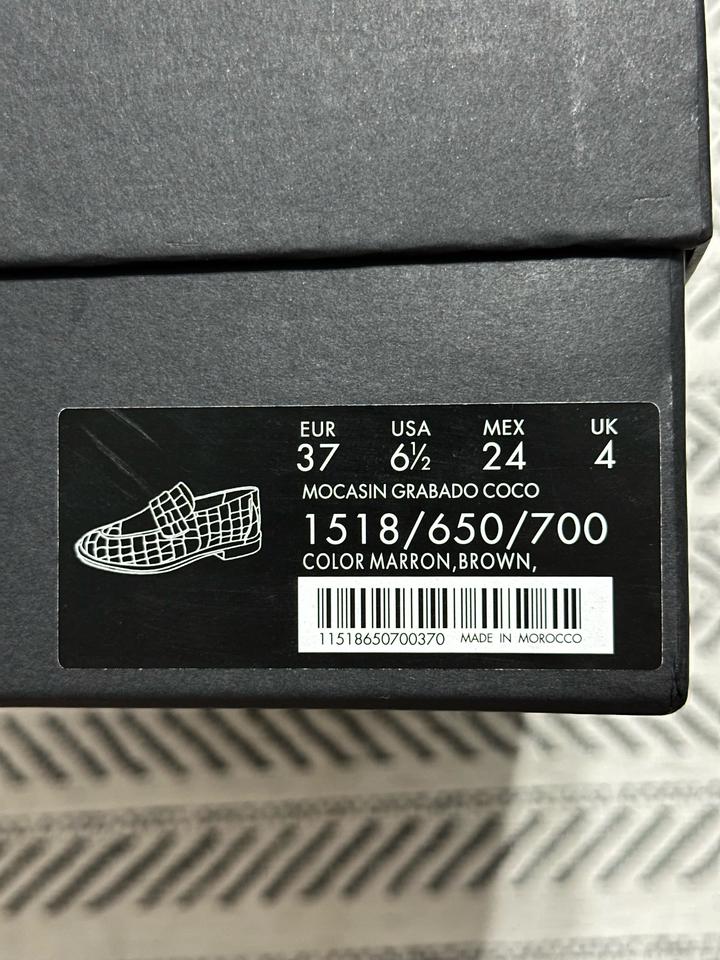 EUR USA MEX UK
37 6½ 24 4
MOCASIN GRABADO COCO
1518/650/700
COLOR MARRON,BROWN,
11518650700370 MADE IN MOROCCO